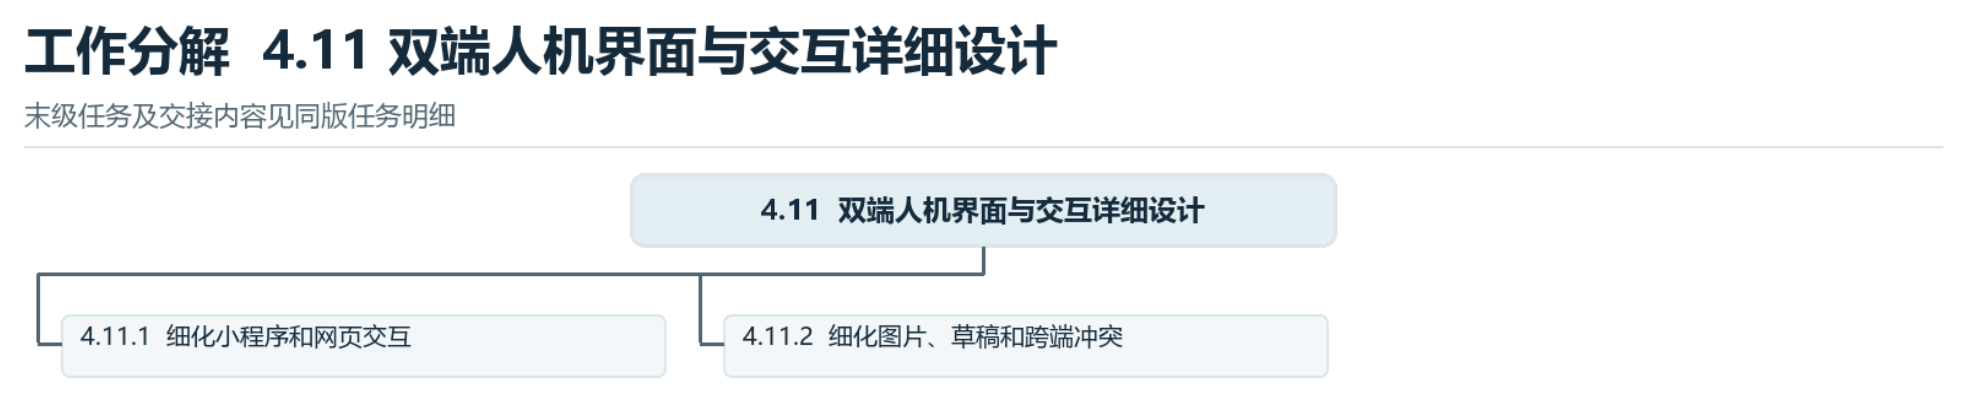 工作分解 4.11 双端人机界面与交互详细设计
末级任务及交接内容见同版任务明细
4.11 双端人机界面与交互详细设计
4.11.1 细化小程序和网页交互
4.11.2 细化图片、草稿和跨端冲突